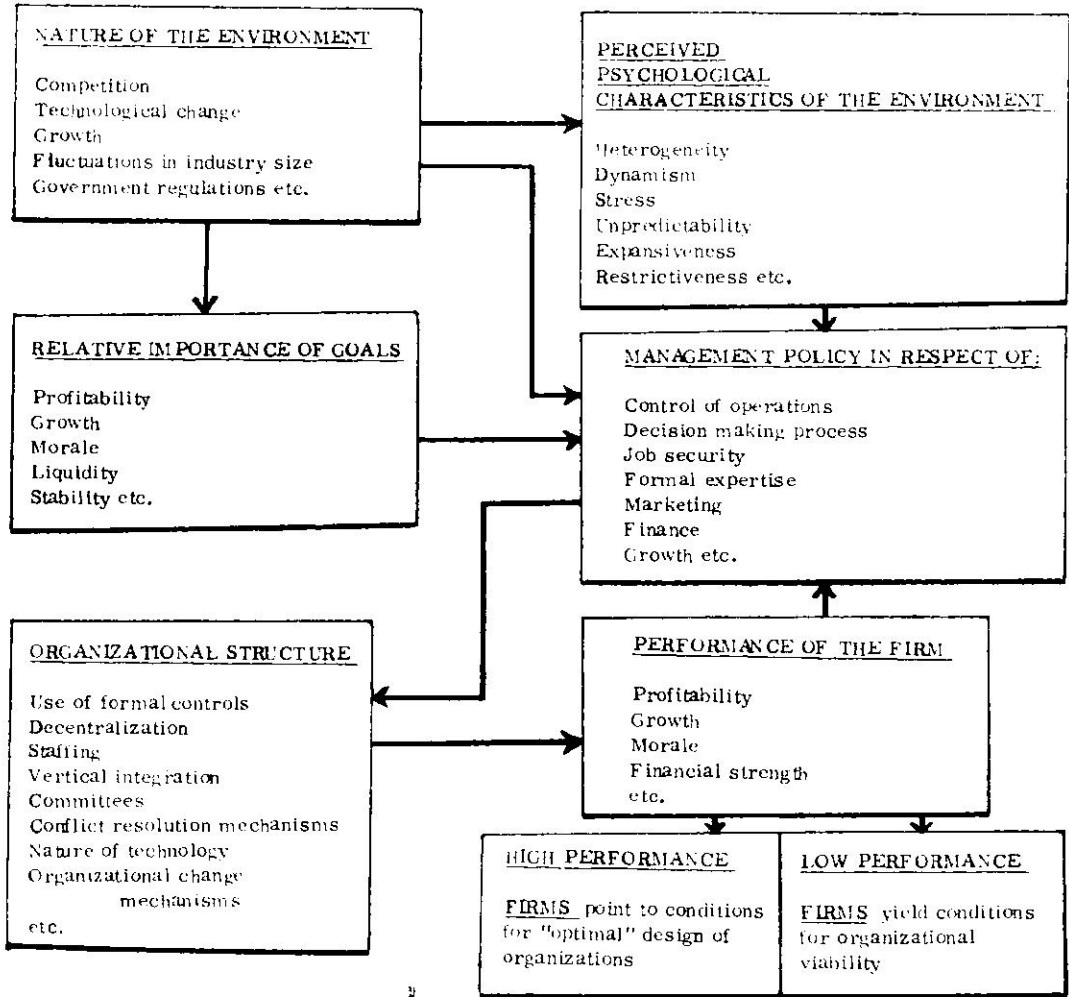 NATURE OF THE ENVIRONMENT
Competition
Technological change
Growth
Fluctuations in industry size
Government regulations etc.
PERCEIVED
PSYCHOLOGICAL
CHARACTERISTICS OF THE ENVIRONMENT
Heterogeneity
Dynamism
Stress
Unpredictability
Expansiveness
Restrictiveness etc.
RELATIVE IMPORTANCE OF GOALS
Profitability
Growth
Morale
Liquidity
Stability etc.
MANAGEMENT POLICY IN RESPECT OF:
Control of operations
Decision making process
Job security
Formal expertise
Marketing
Finance
Growth etc.
ORGANIZATIONAL STRUCTURE
Use of formal controls
Decentralization
Staffing
Vertical integration
Committees
Conflict resolution mechanisms
Nature of technology
Organizational change
mechanisms
etc.
PERFORMANCE OF THE FIRM
Profitability
Growth
Morale
Financial strength
etc.
HIGH PERFORMANCE
FIRMS point to conditions
for "optimal" design of
organizations
LOW PERFORMANCE
FIRMS yield conditions
for organizational
viability